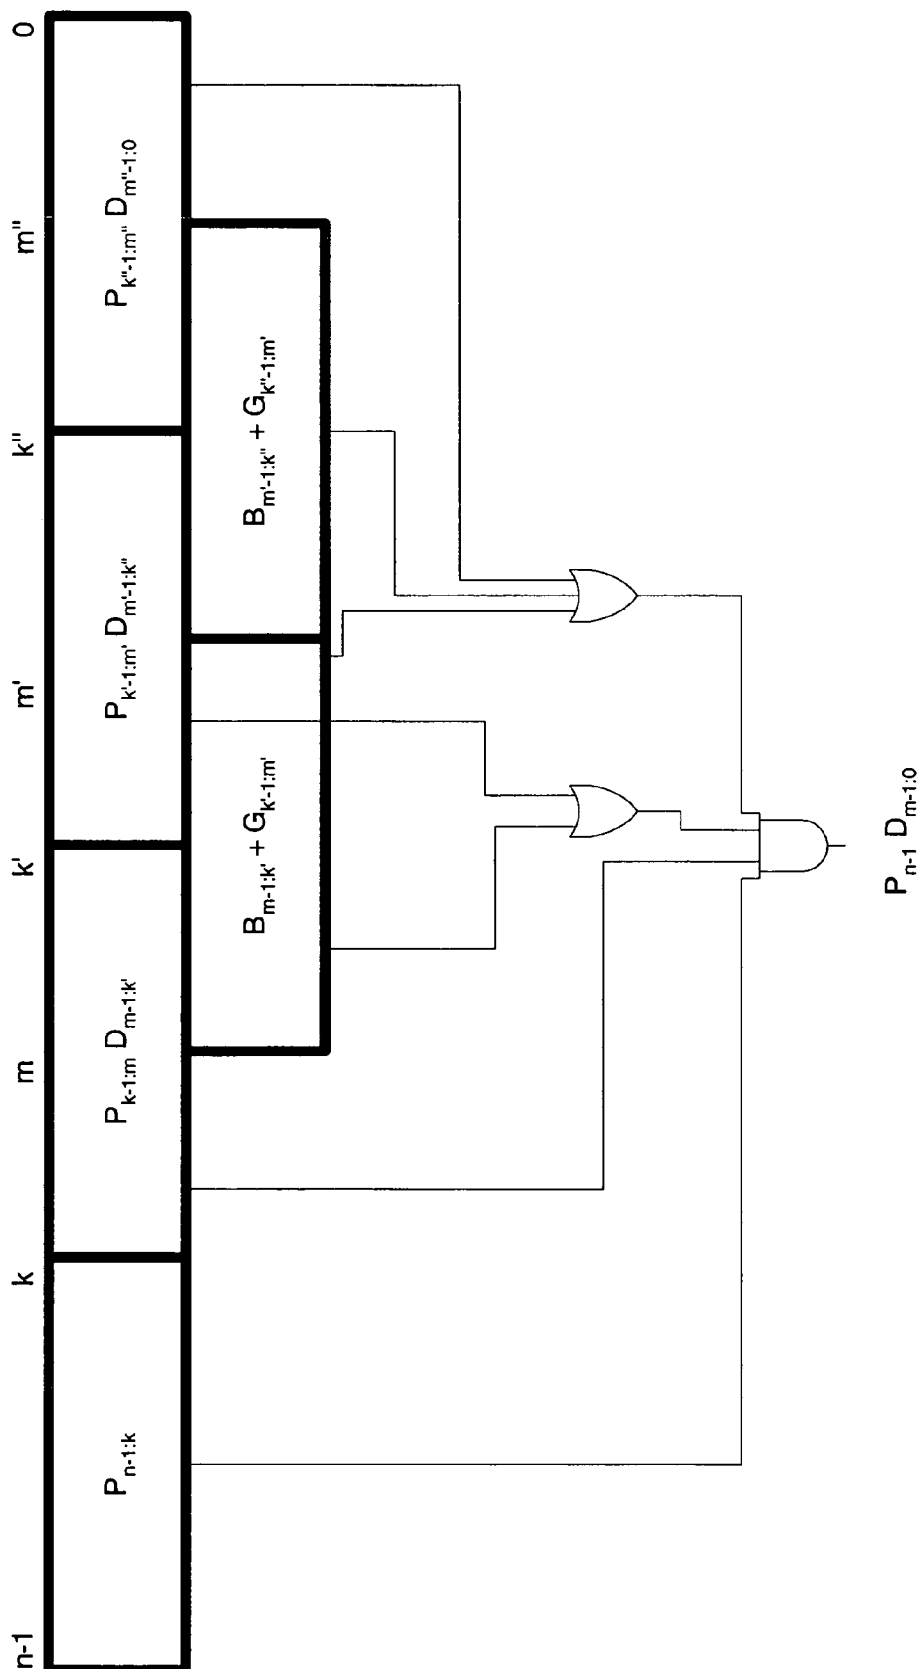 n-1 k m k' m' k'' m'' 0
P_{n-1:k} P_{k-1:m} D_{m-1:k'} P_{k'-1:m'} D_{m'-1:k''} P_{k''-1:m''} D_{m''-1:0}
B_{m-1:k'} + G_{k'-1:m'} B_{m'-1:k''} + G_{k''-1:m'}
P_{n-1} D_{m-1:0}